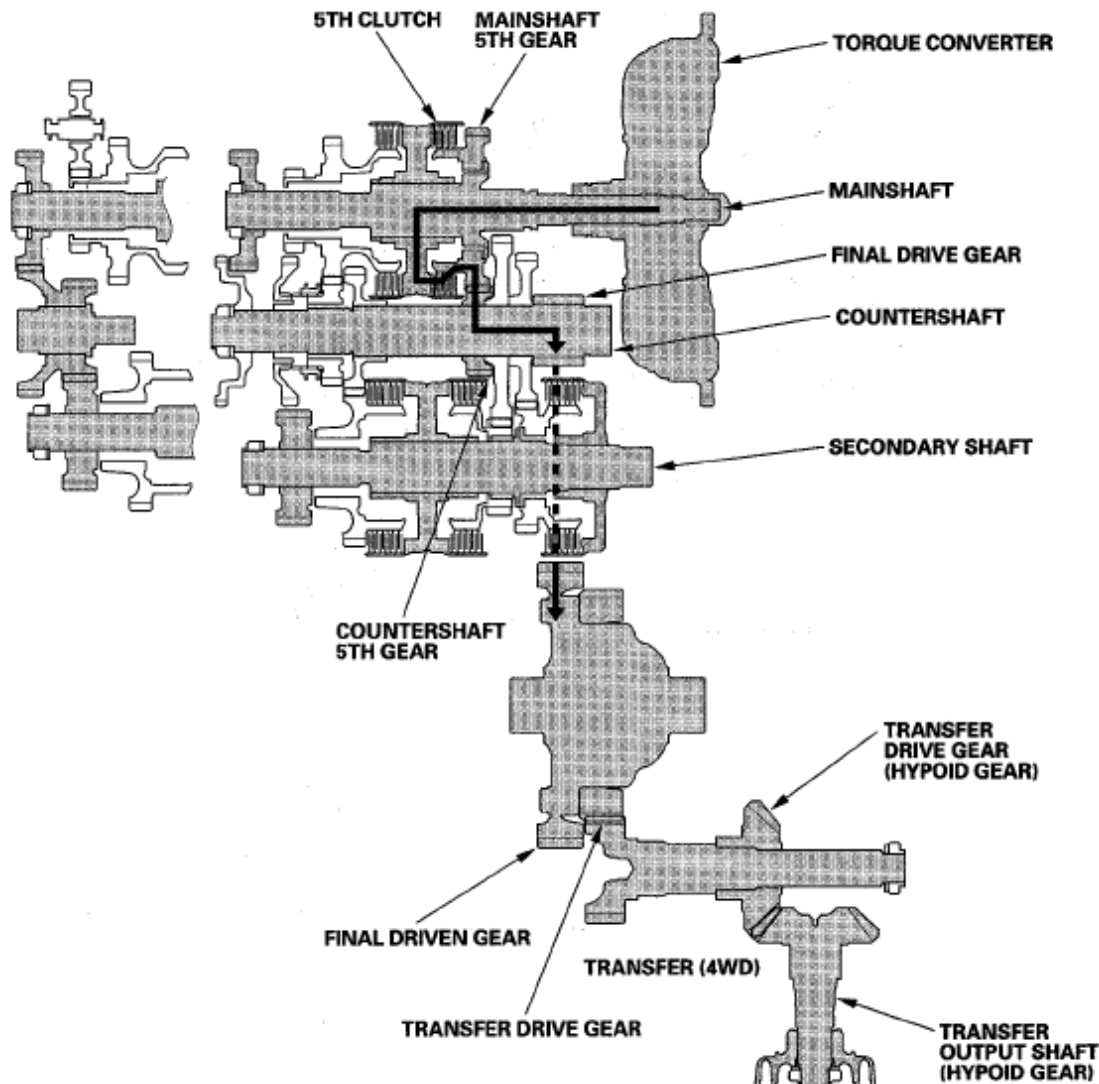 5TH CLUTCH
MAINSHAFT
5TH GEAR
TORQUE CONVERTER
MAINSHAFT
FINAL DRIVE GEAR
COUNTERSHAFT
SECONDARY SHAFT
COUNTERSHAFT
5TH GEAR
TRANSFER
DRIVE GEAR
(HYPOID GEAR)
FINAL DRIVEN GEAR
TRANSFER (4WD)
TRANSFER DRIVE GEAR
TRANSFER
OUTPUT SHAFT
(HYPOID GEAR)